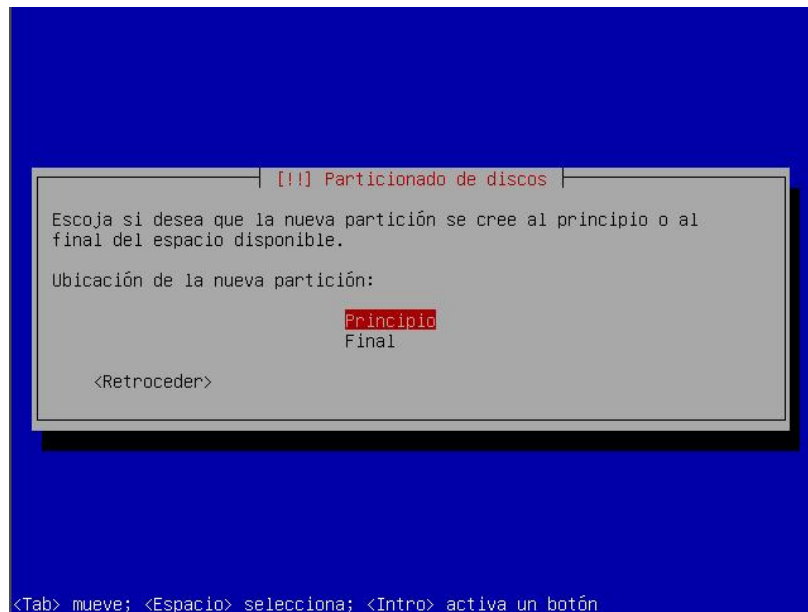 [!!] Particionado de discos
Escoja si desea que la nueva partición se cree al principio o al
final del espacio disponible.
Ubicación de la nueva partición:
Principio
Final
<Retroceder>
<Tab> mueve; <Espacio> selecciona; <Intro> activa un botón